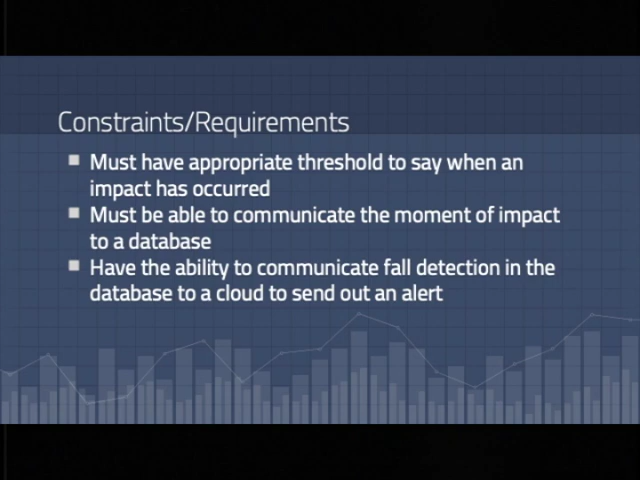 Constraints/Requirements
Must have appropriate threshold to say when an
impact has occurred
Must be able to communicate the moment of impact
to a database
Have the ability to communicate fall detection in the
database to a cloud to send out an alert